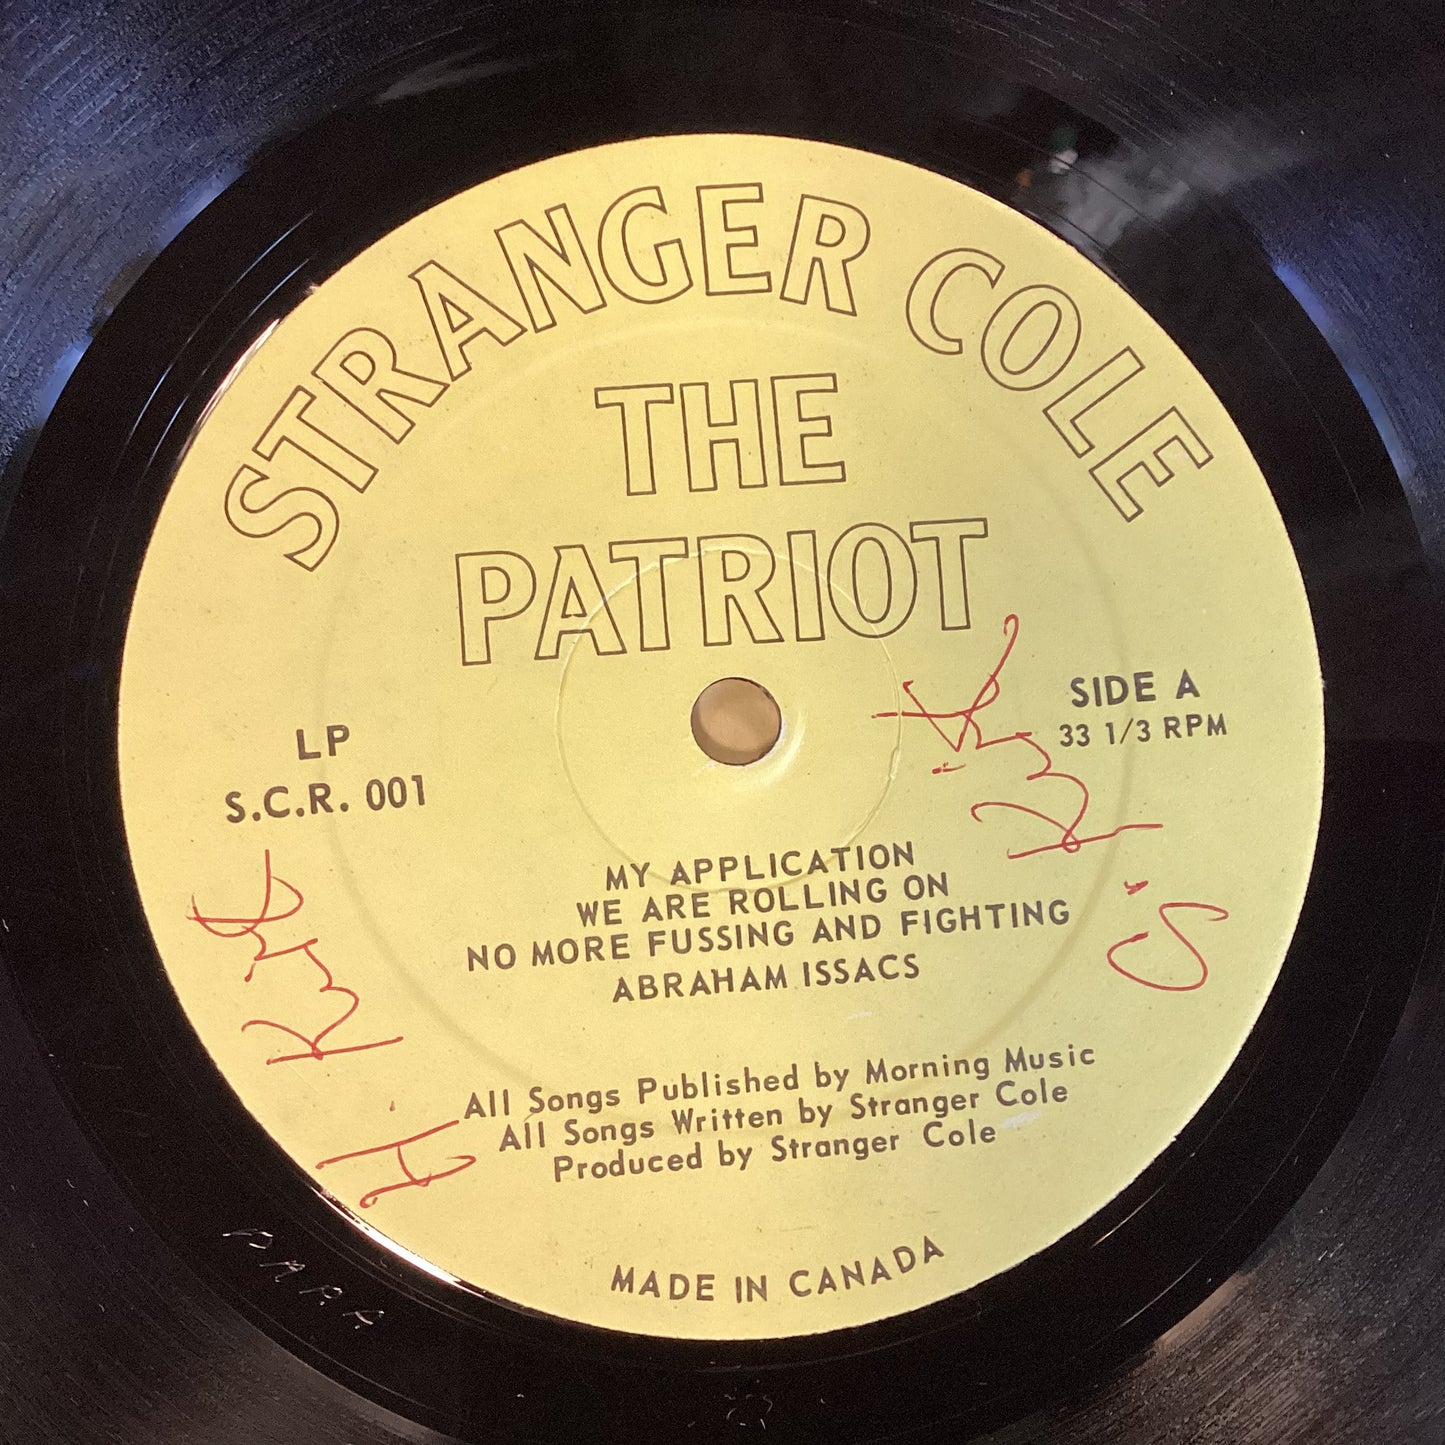 STRANGER COLE
THE
PATRIOT
LP
S.C.R. 001
SIDE A
33 1/3 RPM
MY APPLICATION
WE ARE ROLLING ON
NO MORE FUSSING AND FIGHTING
ABRAHAM ISSACS
All Songs Published by Morning Music
All Songs Written by Stranger Cole
Produced by Stranger Cole
MADE IN CANADA